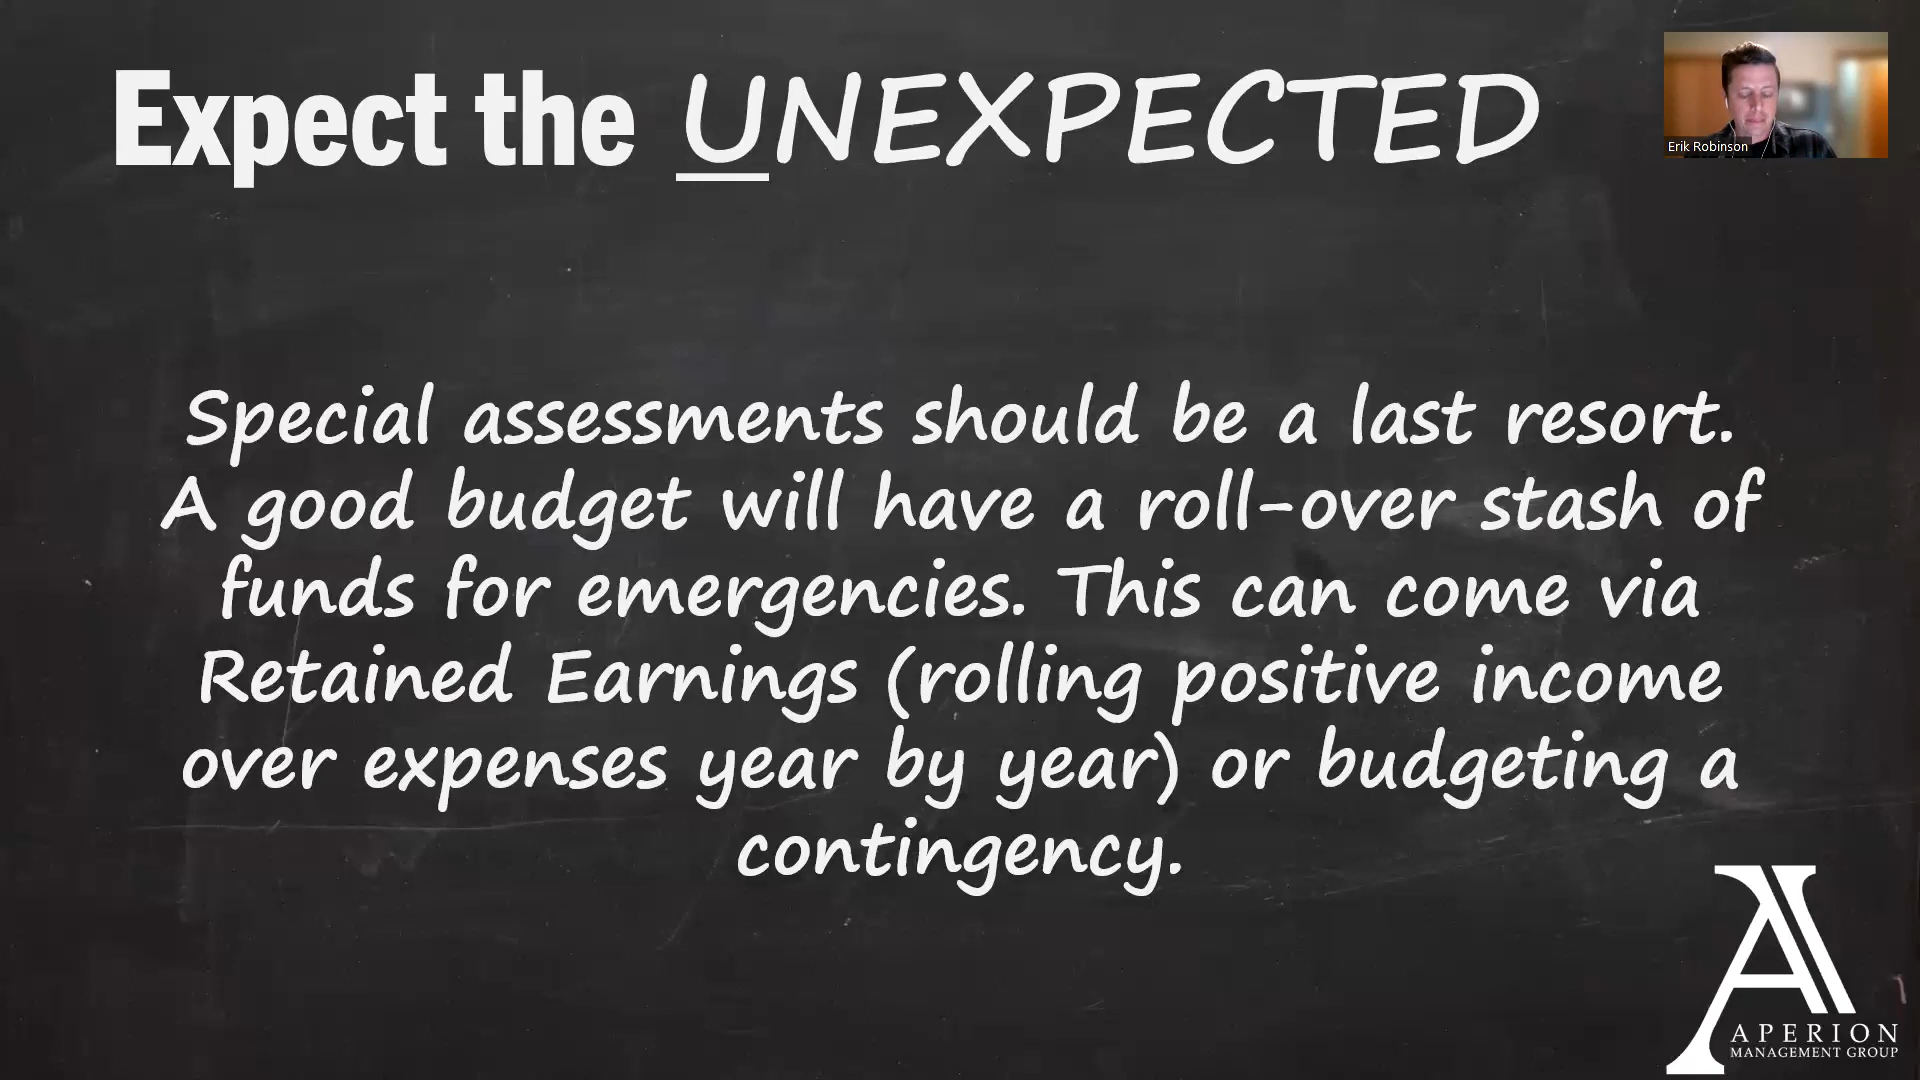 Expect the UNEXPECTED
Erik Robinson
Special assessments should be a last resort.
A good budget will have a roll-over stash of
funds for emergencies. This can come via
Retained Earnings (rolling positive income
over expenses year by year) or budgeting a
contingency.
APERION
MANAGEMENT GROUP